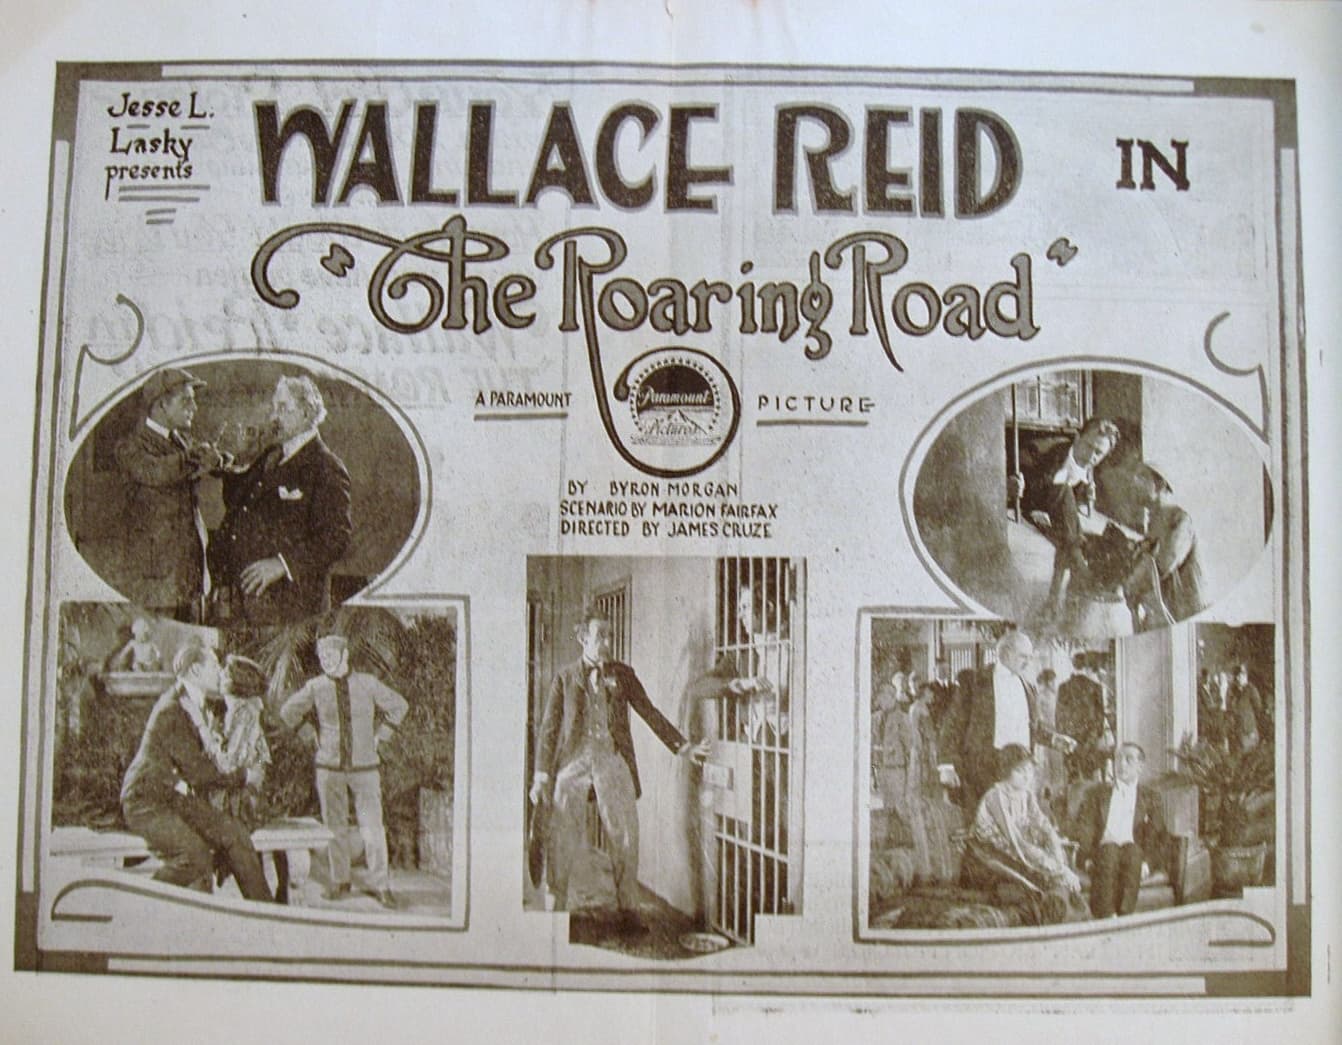 Jesse L.
Lasky
presents
WALLACE REID IN
"The Roaring Road"
A PARAMOUNT PICTURE
Paramount
Pictures
BY BYRON MORGAN
SCENARIO BY MARION FAIRFAX
DIRECTED BY JAMES CRUZE